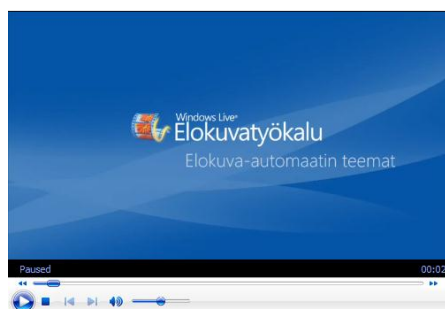 Windows Live®
Elokuvatyökalu
Elokuva-automaatin teemat
Paused
00:02